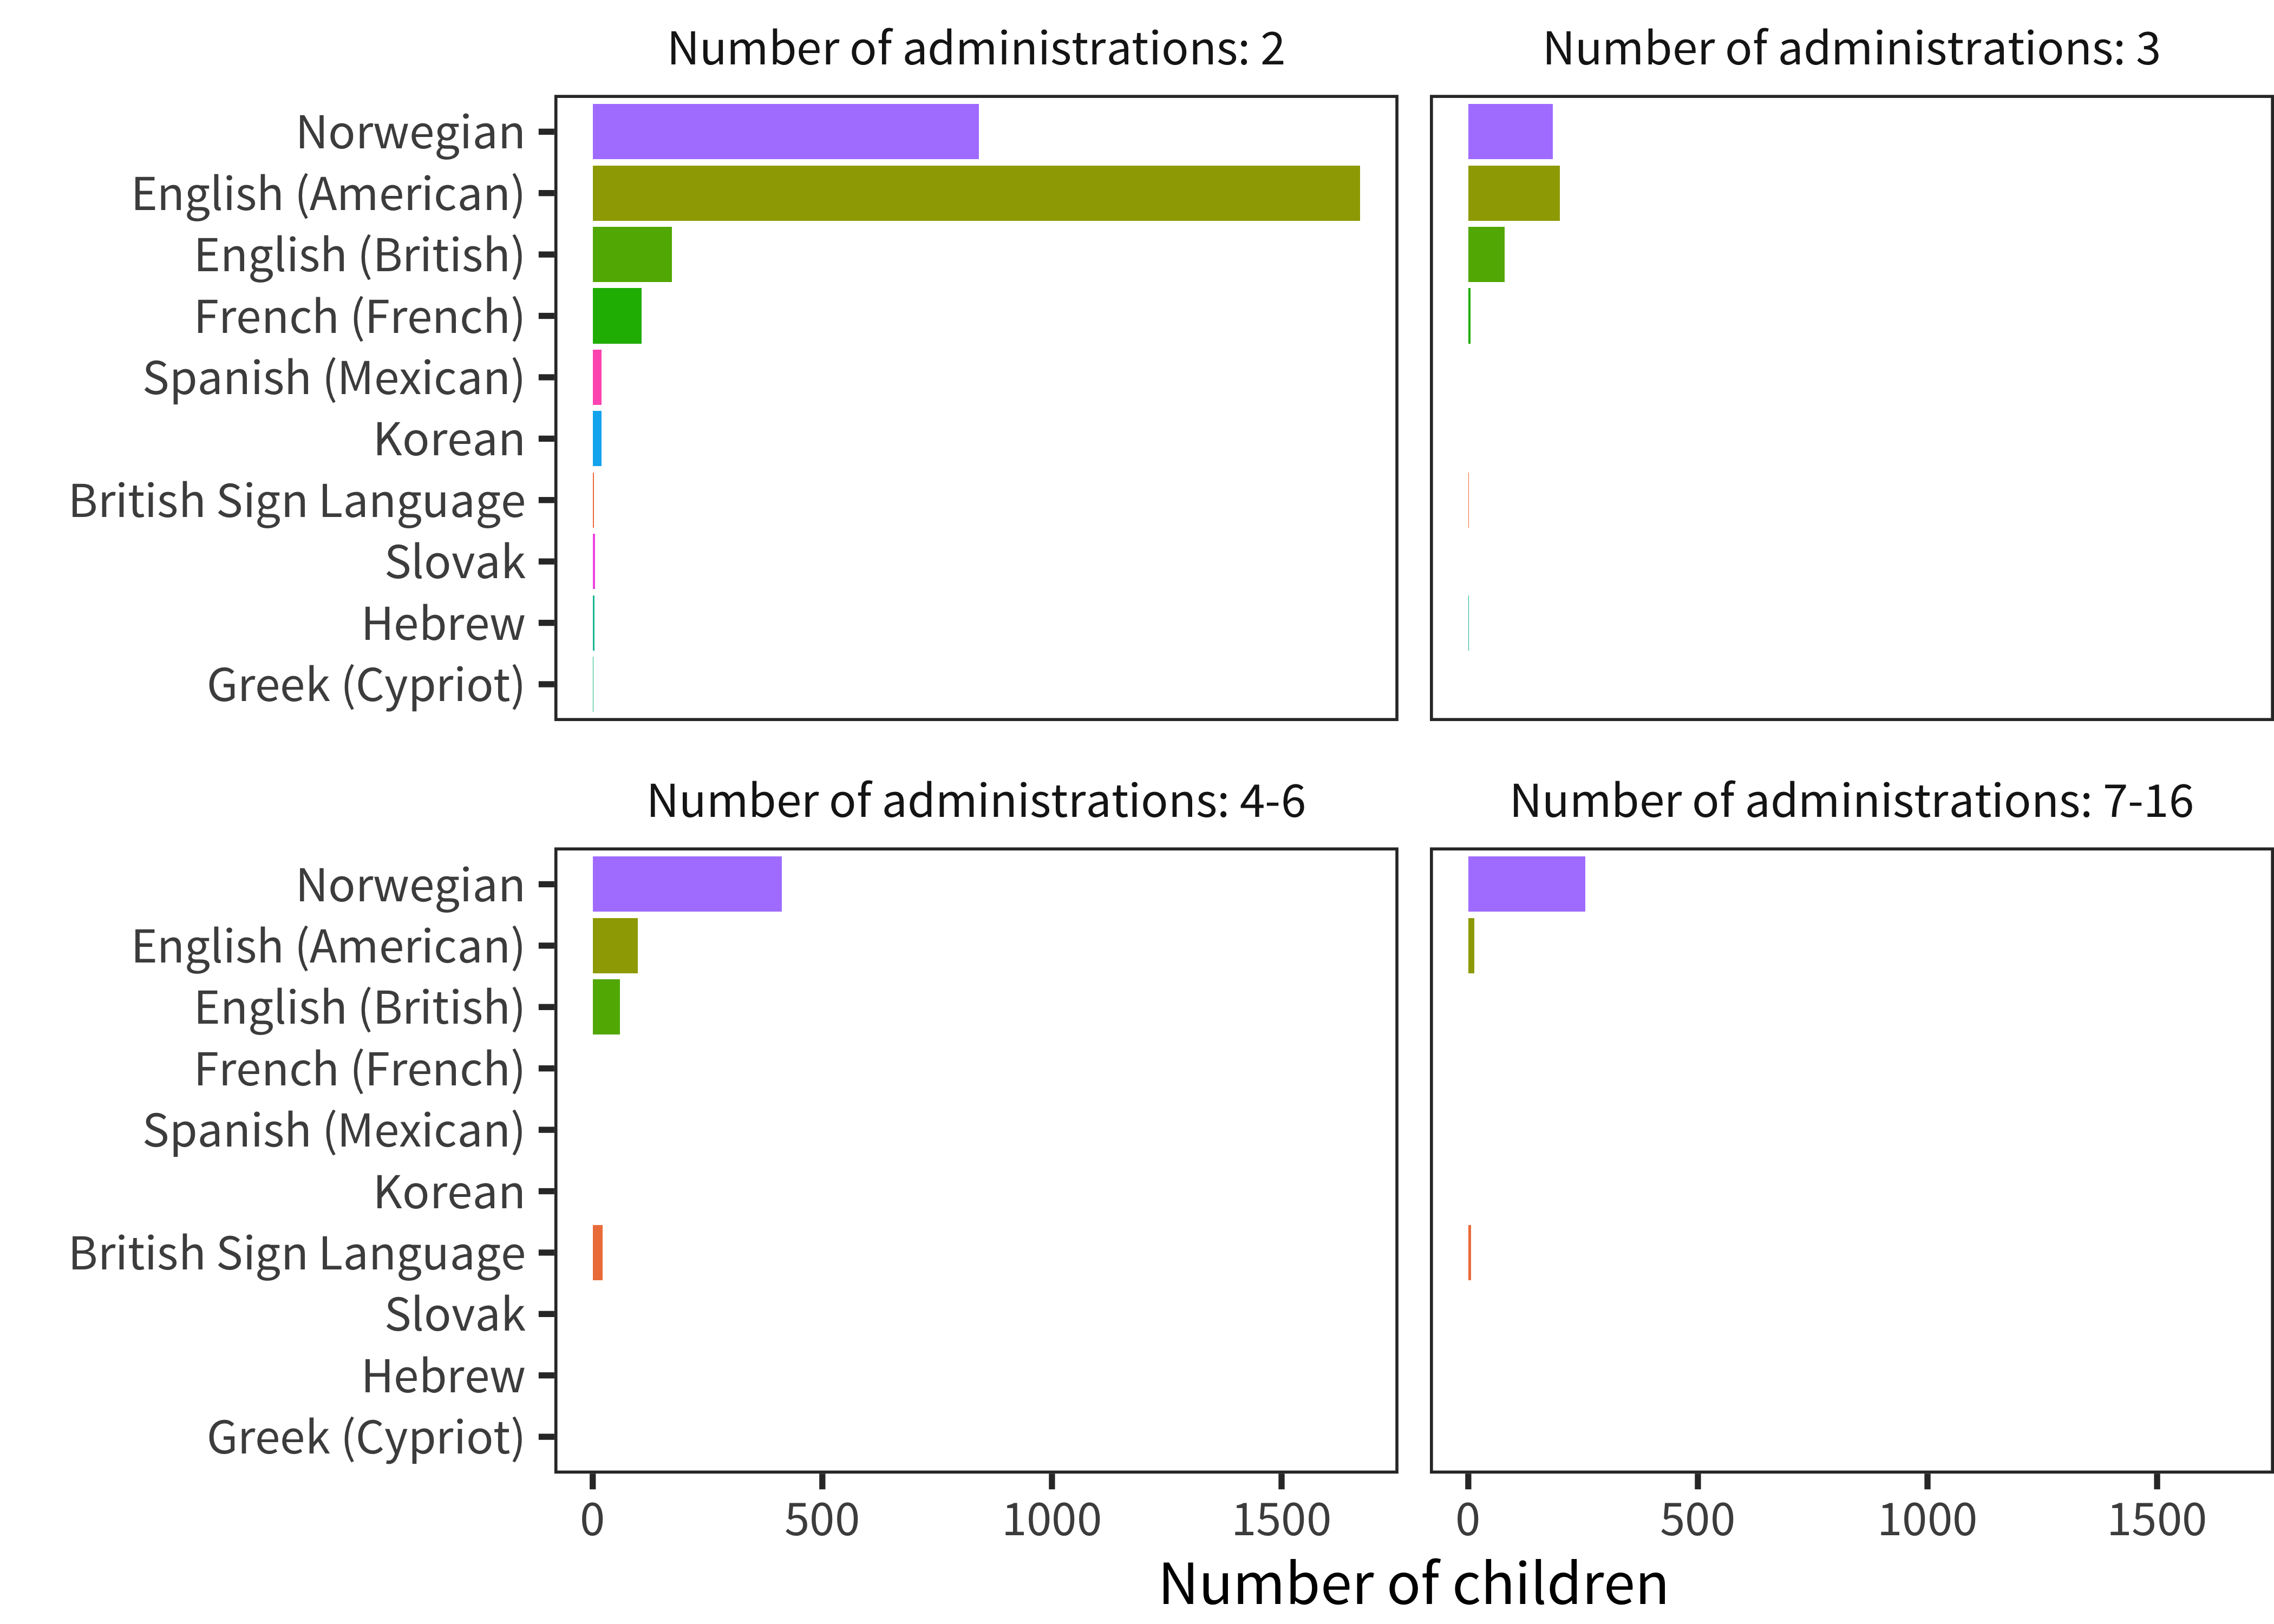 Number of administrations: 2
Number of administrations: 3
Norwegian
English (American)
English (British)
French (French)
Spanish (Mexican)
Korean
British Sign Language
Slovak
Hebrew
Greek (Cypriot)
Number of administrations: 4-6
Number of administrations: 7-16
Norwegian
English (American)
English (British)
French (French)
Spanish (Mexican)
Korean
British Sign Language
Slovak
Hebrew
Greek (Cypriot)
0 500 1000 1500
0 500 1000 1500
Number of children